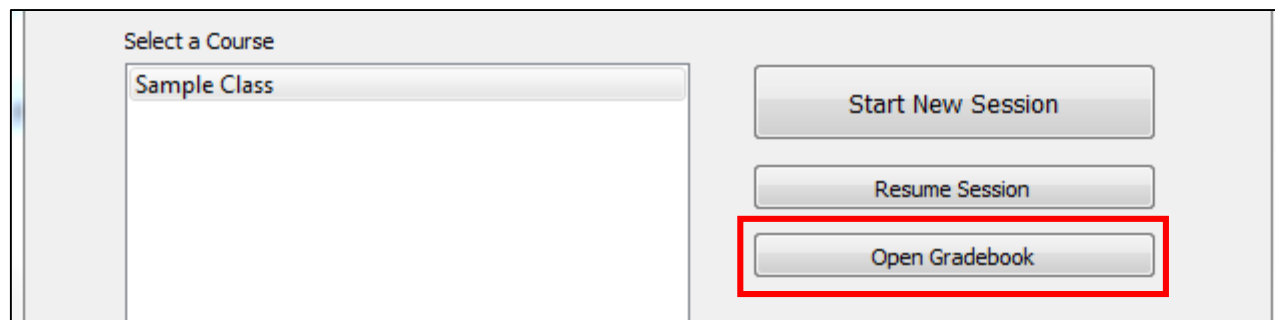 Select a Course
Sample Class
Start New Session
Resume Session
Open Gradebook